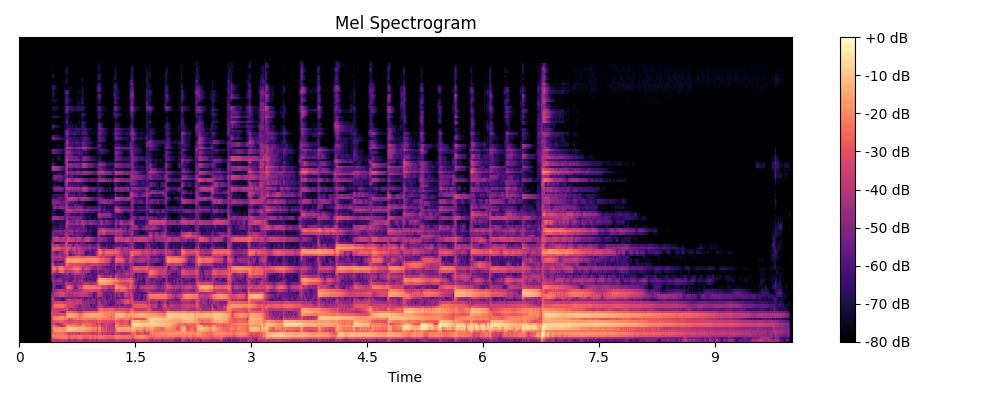 Mel Spectrogram
+0 dB
-10 dB
-20 dB
-30 dB
-40 dB
-50 dB
-60 dB
-70 dB
-80 dB
0 1.5 3 4.5 6 7.5 9
Time